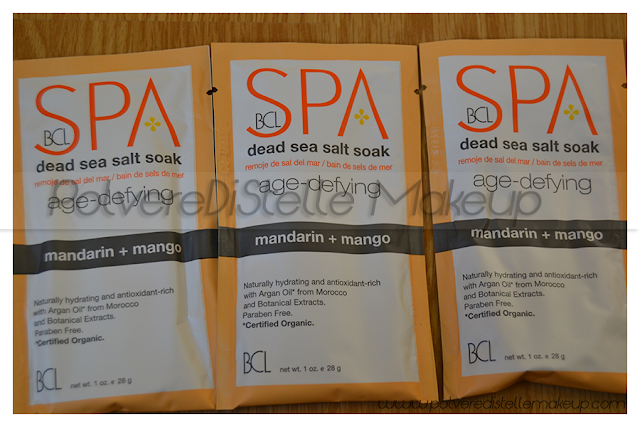 BCL SPA
dead sea salt soak
remoje de sal del mar / bain de sels de mer
age-defying
mandarin + mango
Naturally hydrating and antioxidant-rich
with Argan Oil* from Morocco
and Botanical Extracts.
Paraben Free.
*Certified Organic.
BCL
net wt. 1 oz. e 28 g
BCL SPA
dead sea salt soak
remoje de sal del mar / bain de sels de mer
age-defying
mandarin + mango
Naturally hydrating and antioxidant-rich
with Argan Oil* from Morocco
and Botanical Extracts.
Paraben Free.
*Certified Organic.
BCL
net wt. 1 oz. e 28 g
BCL SPA
dead sea salt soak
remoje de sal del mar / bain de sels de mer
age-defying
mandarin + mango
Naturally hydrating and antioxidant-rich
with Argan Oil* from Morocco
and Botanical Extracts.
Paraben Free.
*Certified Organic.
BCL
net wt. 1 oz. e 28 g
PolvereDiStelle Makeup
www.polveredistellemakeup.com